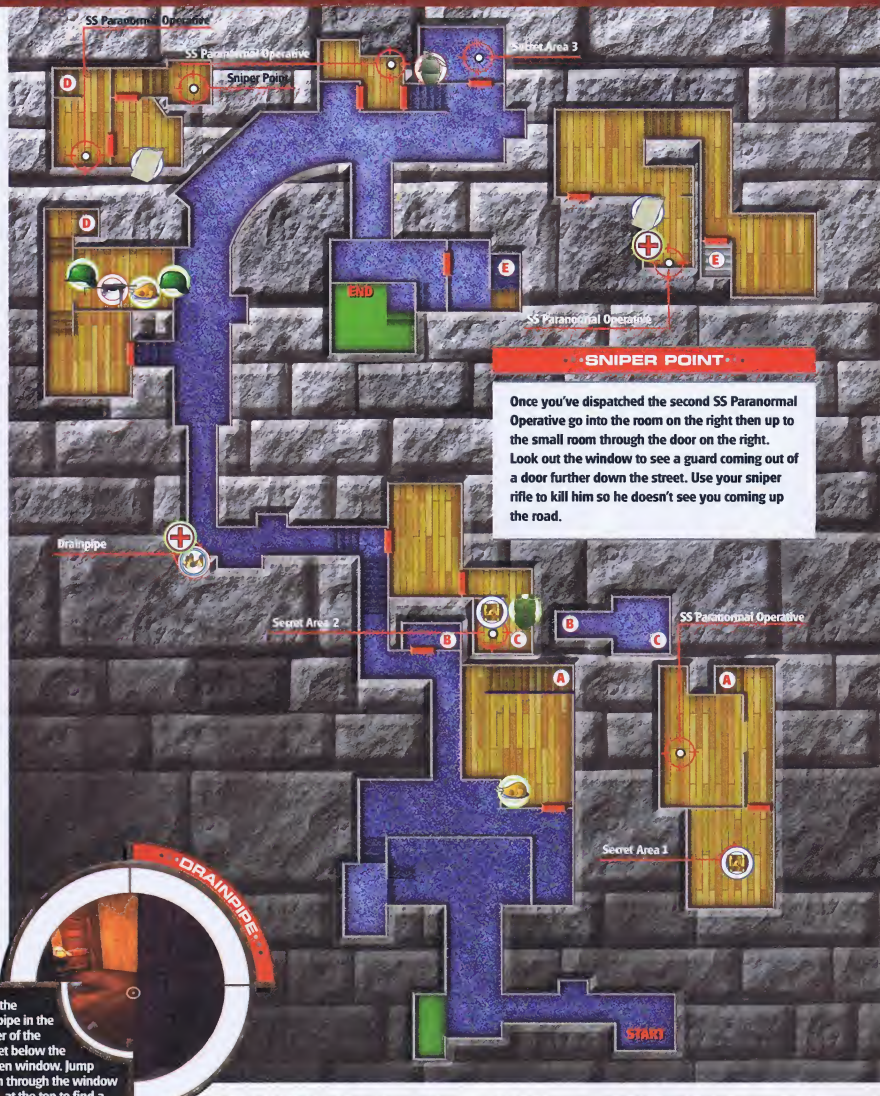 SS Paranormal Operative
SS Paranormal Operative
Secret Area 3
Sniper Point
D
D
E
E
END
SS Paranormal Operative
SNIPER POINT
Once you've dispatched the second SS Paranormal
Operative go into the room on the right then up to
the small room through the door on the right.
Look out the window to see a guard coming out of
a door further down the street. Use your sniper
rifle to kill him so he doesn't see you coming up
the road.
Drainpipe
Secret Area 2
B
C
B
C
SS Paranormal Operative
A
A
Secret Area 1
DRAINPIPE
the
pipe in the
er of the
et below the
en window. Jump
through the window
at the top to find a
START